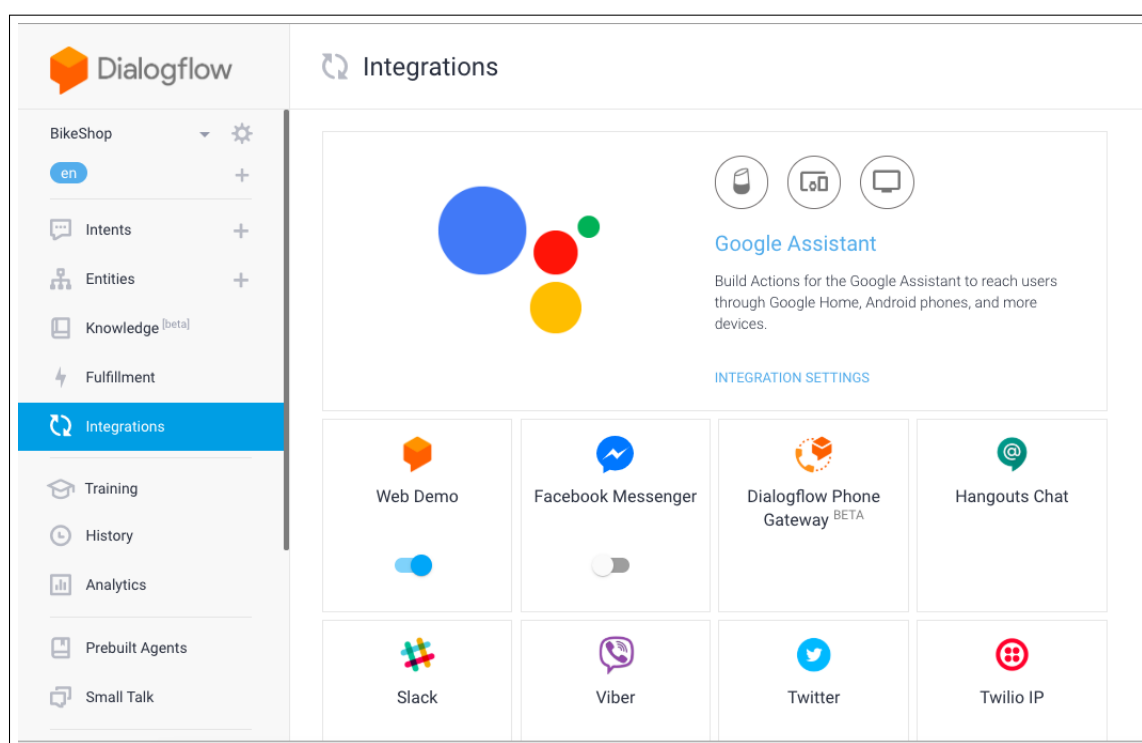 Dialogflow
Integrations
BikeShop
en
Intents
Entities
Knowledge [beta]
Fulfillment
Integrations
Training
History
Analytics
Prebuilt Agents
Small Talk
Google Assistant
Build Actions for the Google Assistant to reach users
through Google Home, Android phones, and more
devices.
INTEGRATION SETTINGS
Web Demo
Facebook Messenger
Dialogflow Phone
Gateway BETA
Hangouts Chat
Slack
Viber
Twitter
Twilio IP